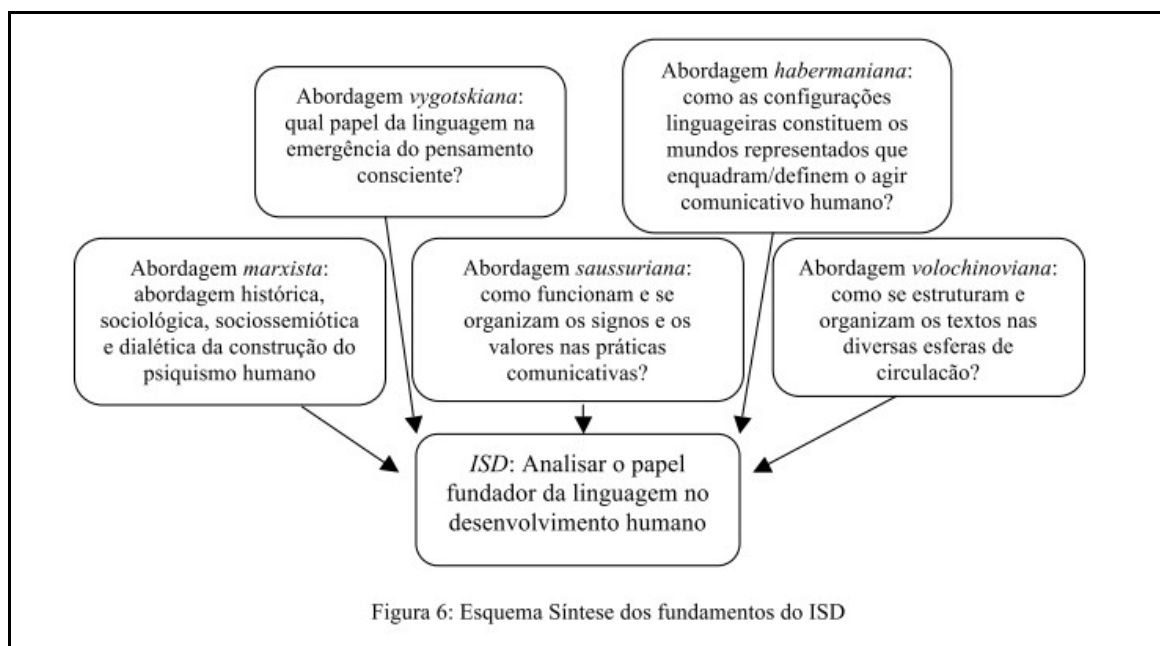 Abordagem vygotskiana:
qual papel da linguagem na
emergência do pensamento
consciente?
Abordagem habermaniana:
como as configurações
linguageiras constituem os
mundos representados que
enquadram/definem o agir
comunicativo humano?
Abordagem marxista:
abordagem histórica,
sociológica, sociossemiótica
e dialética da construção do
psiquismo humano
Abordagem saussuriana:
como funcionam e se
organizam os signos e os
valores nas práticas
comunicativas?
Abordagem volochinoviana:
como se estruturam e
organizam os textos nas
diversas esferas de
circulacão?
ISD: Analisar o papel
fundador da linguagem no
desenvolvimento humano
Figura 6: Esquema Síntese dos fundamentos do ISD